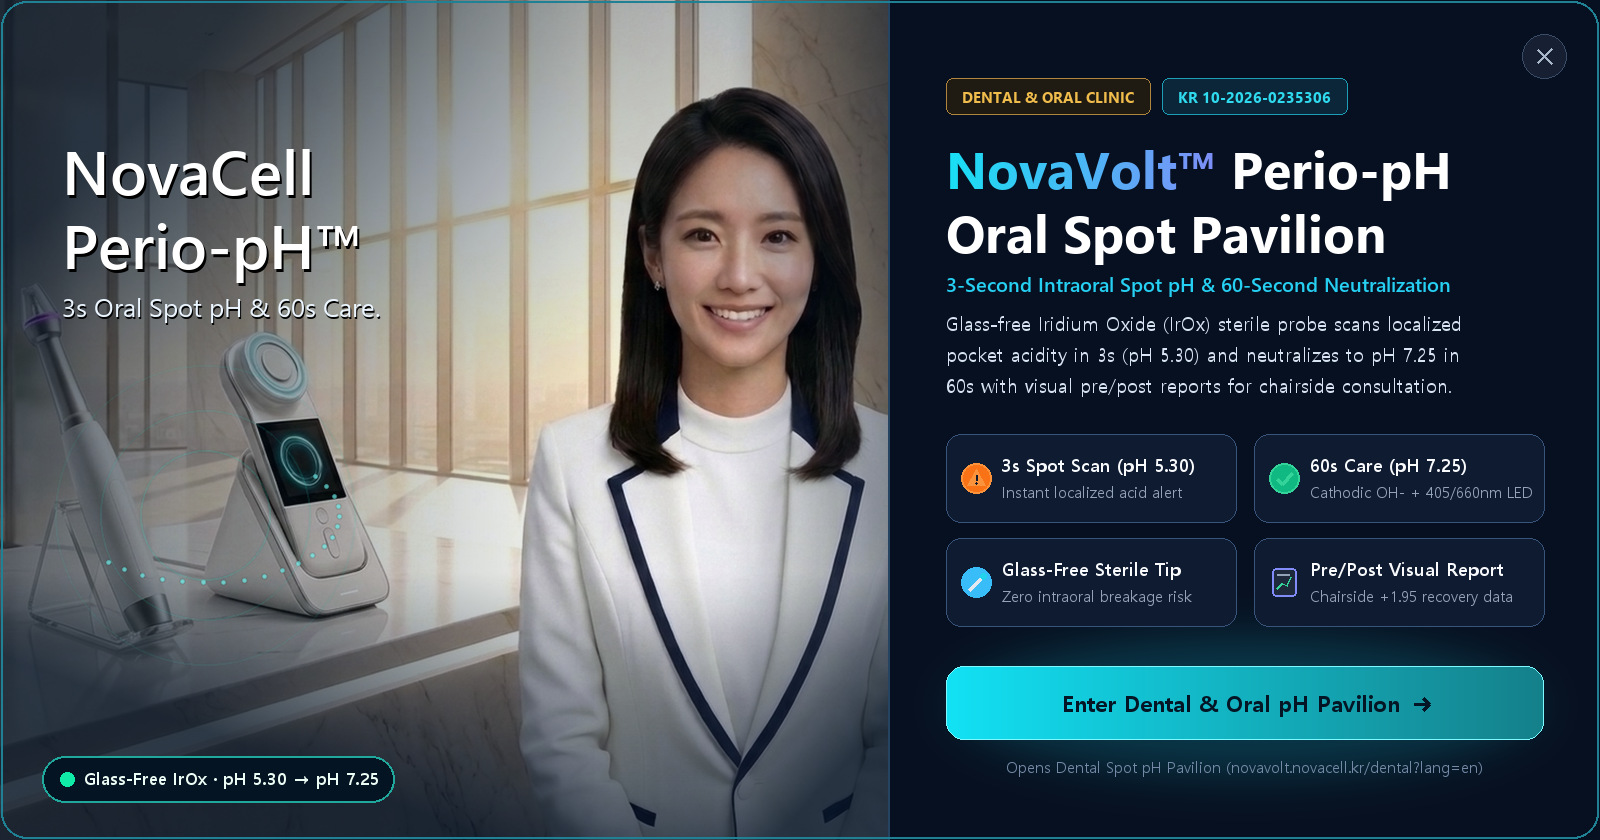 NovaCell
Perio-pH™
3s Oral Spot pH & 60s Care.
Glass-Free IrOx · pH 5.30 → pH 7.25
DENTAL & ORAL CLINIC
KR 10-2026-0235306
NovaVolt™ Perio-pH
Oral Spot Pavilion
3-Second Intraoral Spot pH & 60-Second Neutralization
Glass-free Iridium Oxide (IrOx) sterile probe scans localized
pocket acidity in 3s (pH 5.30) and neutralizes to pH 7.25 in
60s with visual pre/post reports for chairside consultation.
3s Spot Scan (pH 5.30)
Instant localized acid alert
60s Care (pH 7.25)
Cathodic OH- + 405/660nm LED
Glass-Free Sterile Tip
Zero intraoral breakage risk
Pre/Post Visual Report
Chairside +1.95 recovery data
Enter Dental & Oral pH Pavilion →
Opens Dental Spot pH Pavilion (novavolt.novacell.kr/dental?lang=en)